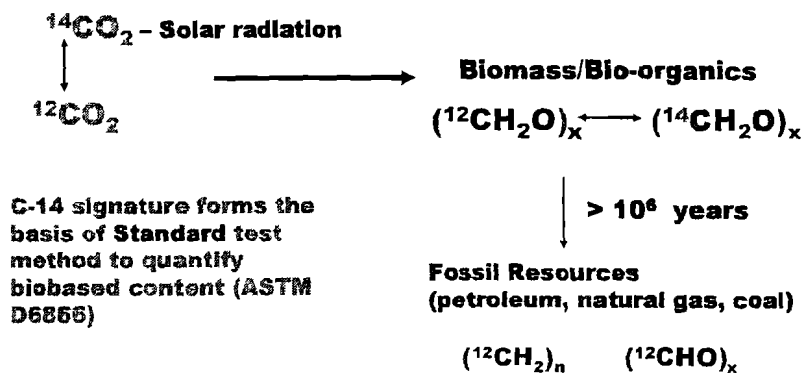 ¹⁴CO₂ – Solar radiation
¹²CO₂
Biomass/Bio-organics
(¹²CH₂O)ₓ (¹⁴CH₂O)ₓ
> 10⁶ years
C-14 signature forms the
basis of Standard test
method to quantify
biobased content (ASTM
D6866)
Fossil Resources
(petroleum, natural gas, coal)
(¹²CH₂)ₙ (¹²CHO)ₓ